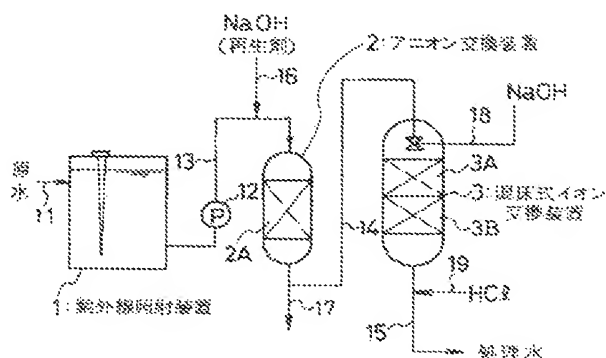 NaOH
(再生剤)
2:アニオン交換装置
16
NaOH
18
原水
13
12
P
3A
3:混床式イオン
交換装置
11
2A
14
3B
19
HCl
1:紫外線照射装置
17
15
処理水